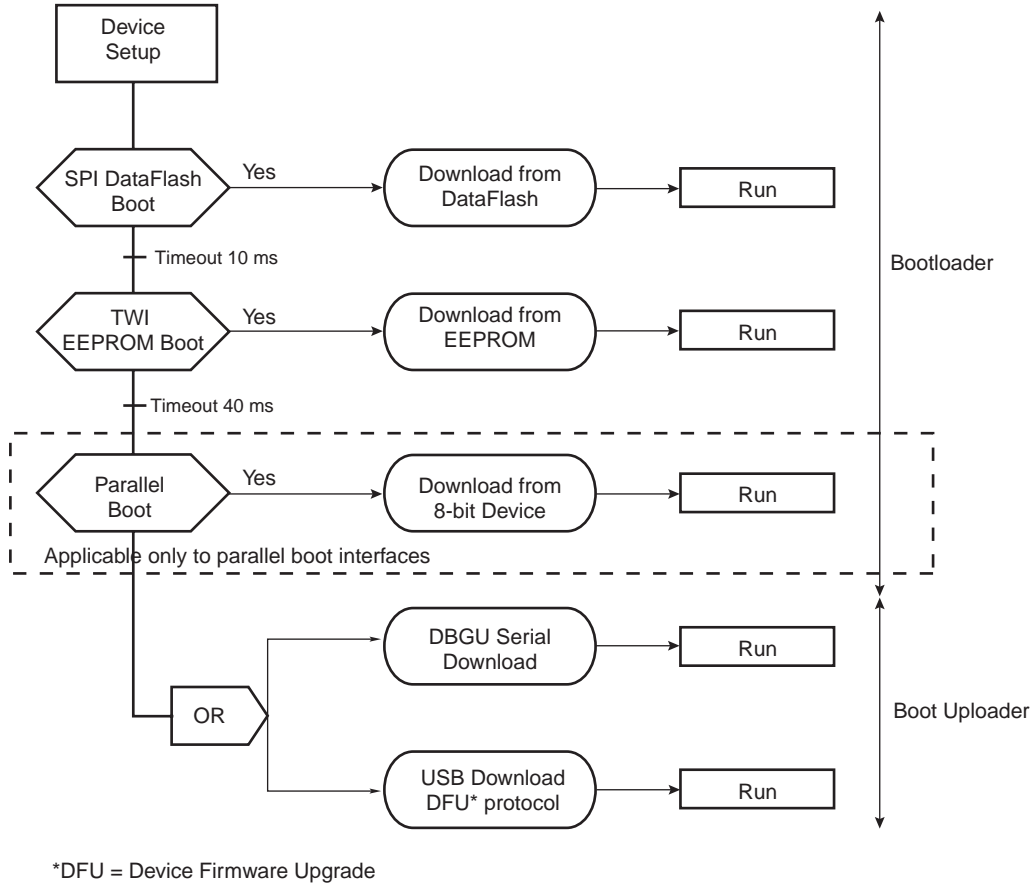 Device
Setup
SPI DataFlash
Boot
Yes
Download from
DataFlash
Run
Timeout 10 ms
Bootloader
TWI
EEPROM Boot
Yes
Download from
EEPROM
Run
Timeout 40 ms
Parallel
Boot
Yes
Download from
8-bit Device
Run
Applicable only to parallel boot interfaces
DBGU Serial
Download
Run
OR
Boot Uploader
USB Download
DFU* protocol
Run
*DFU = Device Firmware Upgrade